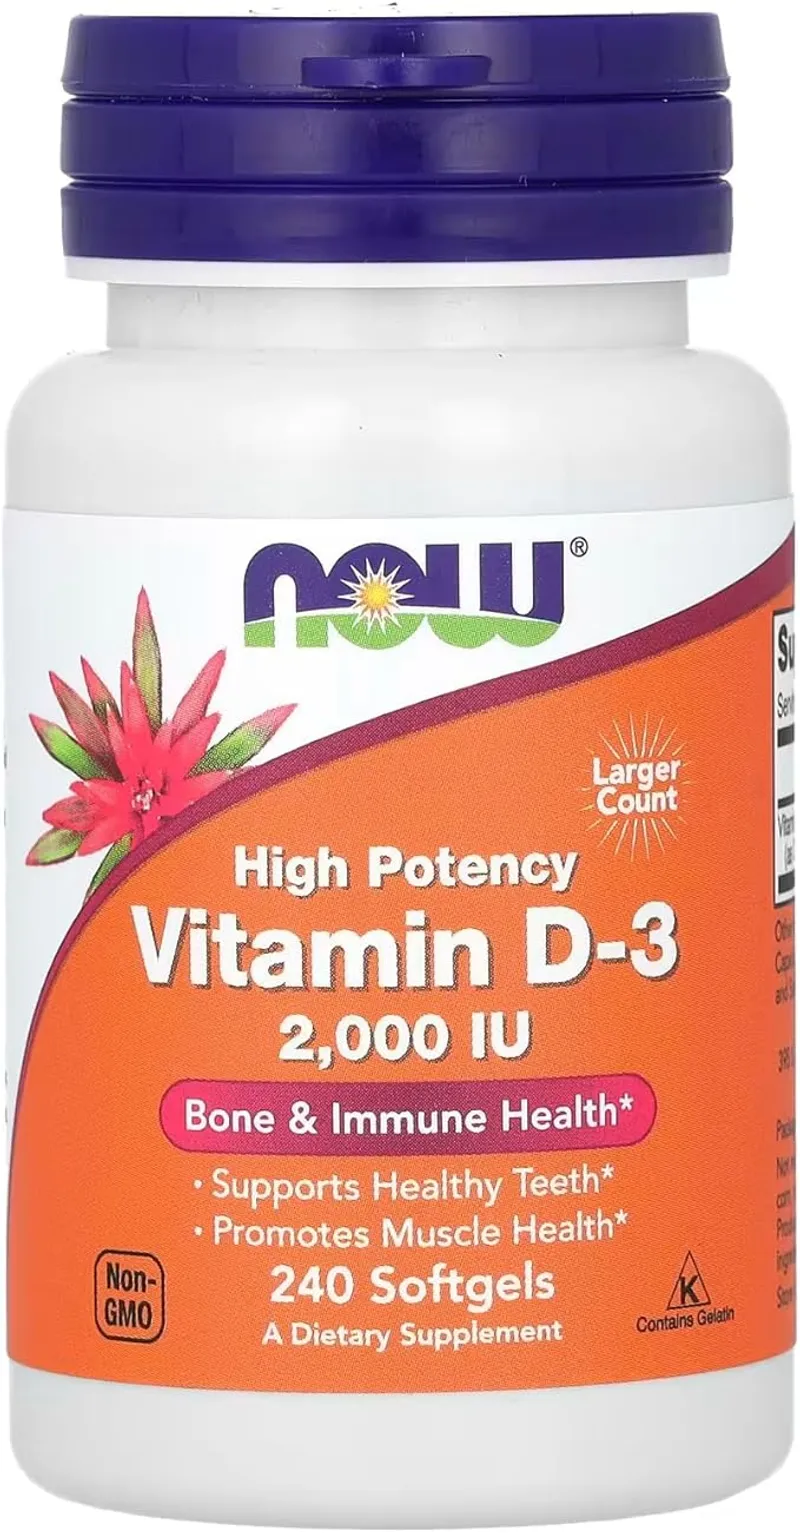 NOW®
Larger
Count
High Potency
Vitamin D-3
2,000 IU
Bone & Immune Health*
• Supports Healthy Teeth*
• Promotes Muscle Health*
240 Softgels
A Dietary Supplement
Non-
GMO
K
Contains Gelatin